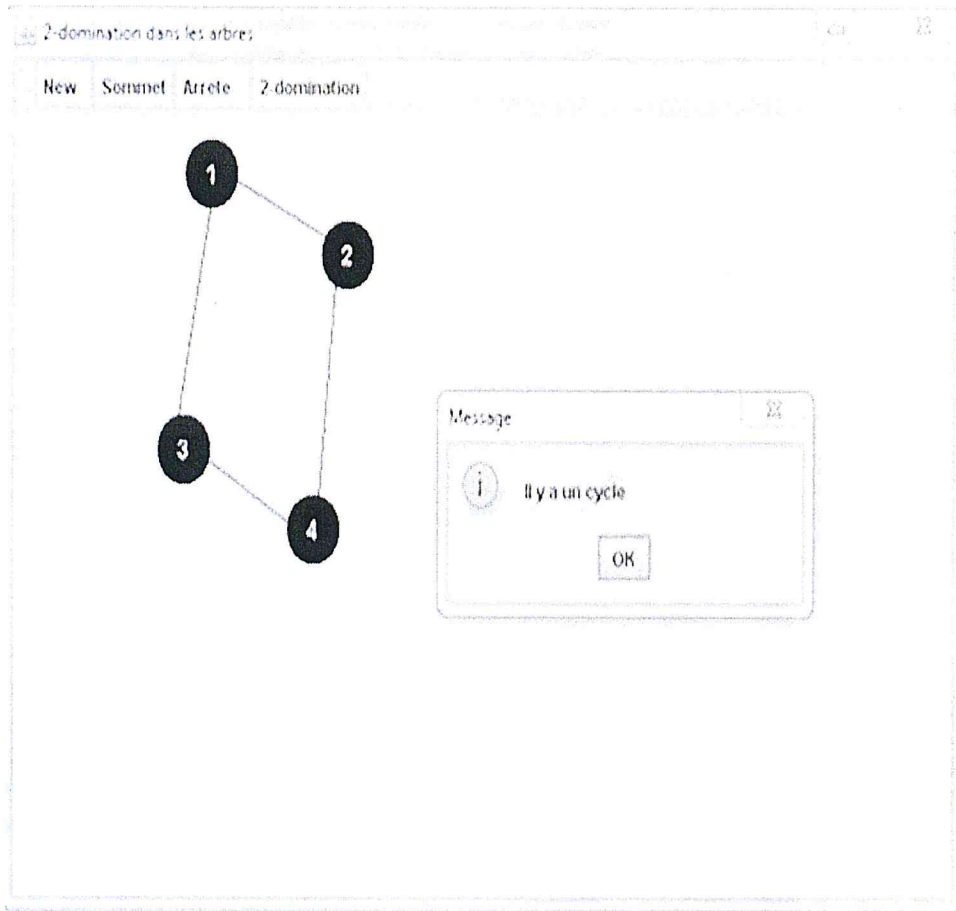 2-domination dans les arbres
New Sommet Arrete 2-domination
1
2
3
4
Message
Il y a un cycle
OK